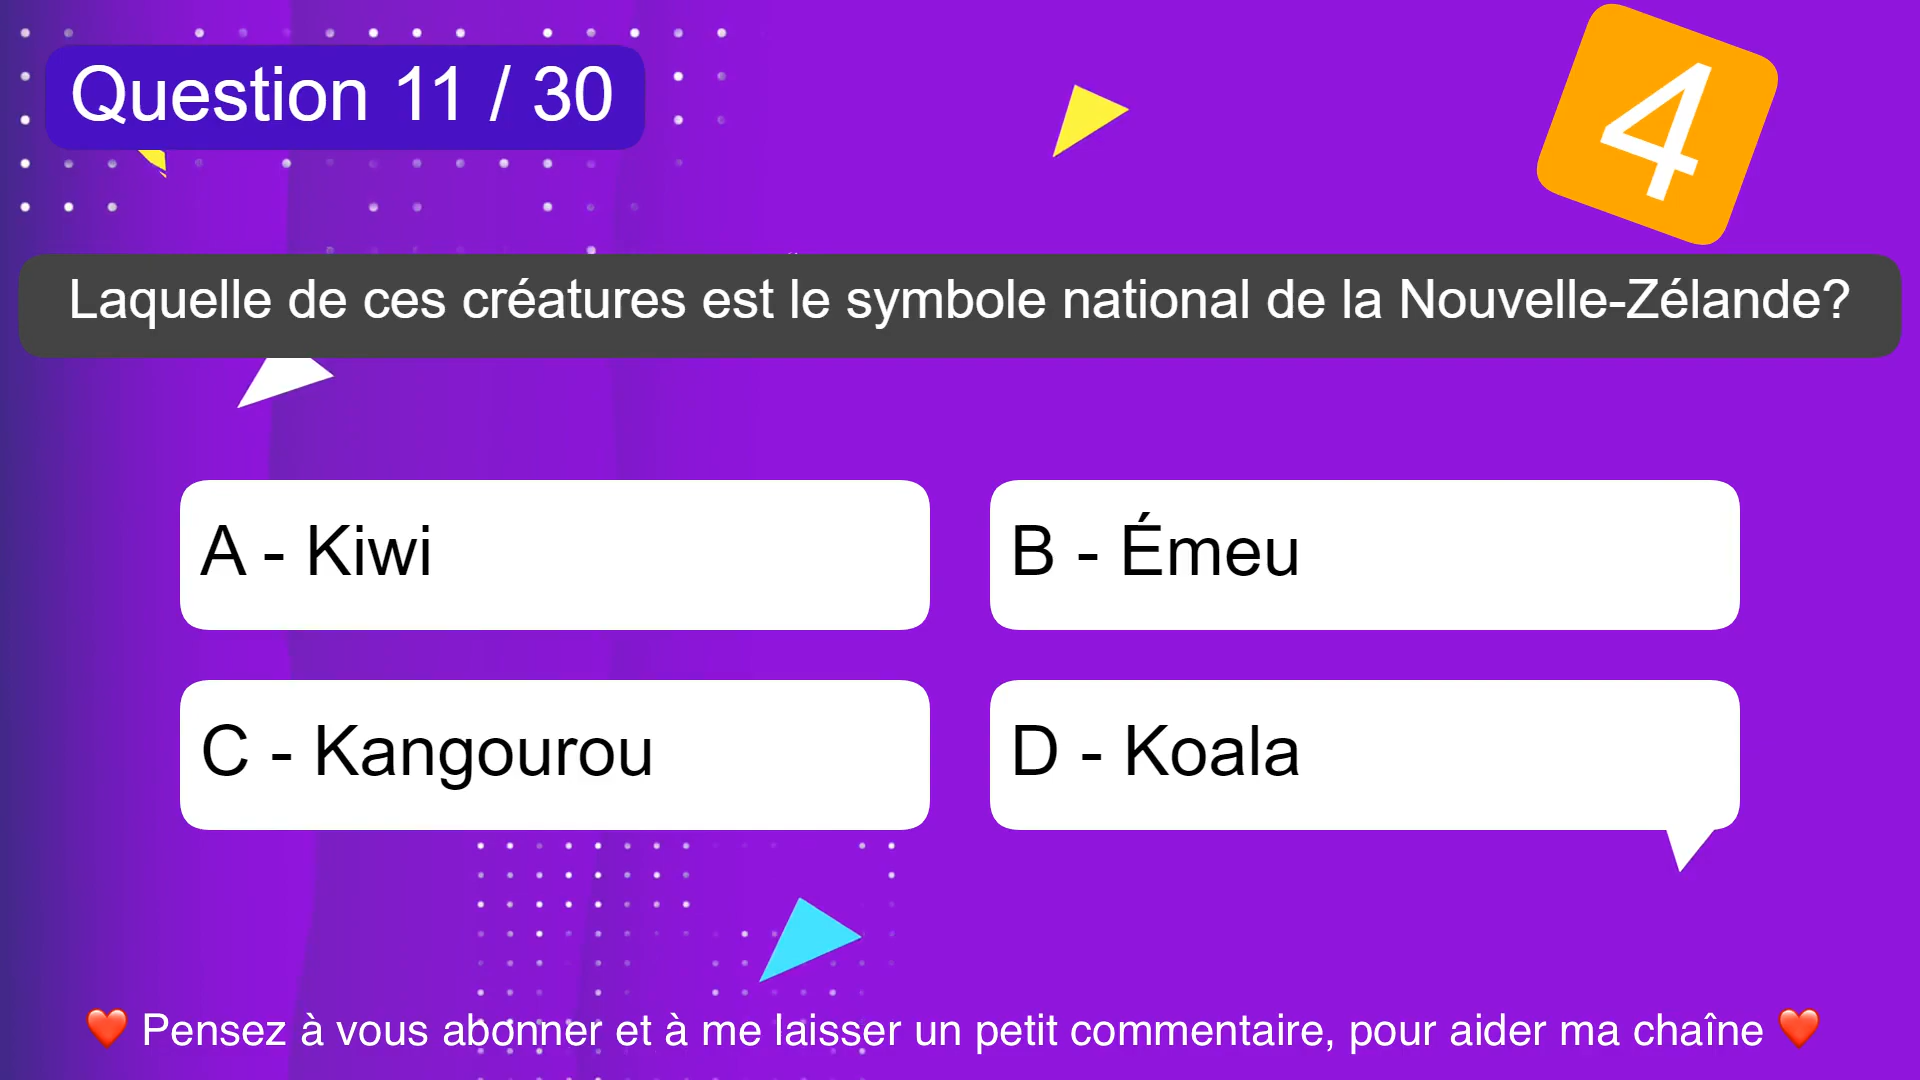 Question 11 / 30
4
Laquelle de ces créatures est le symbole national de la Nouvelle-Zélande?
A - Kiwi
B - Émeu
C - Kangourou
D - Koala
❤️ Pensez à vous abonner et à me laisser un petit commentaire, pour aider ma chaîne ❤️